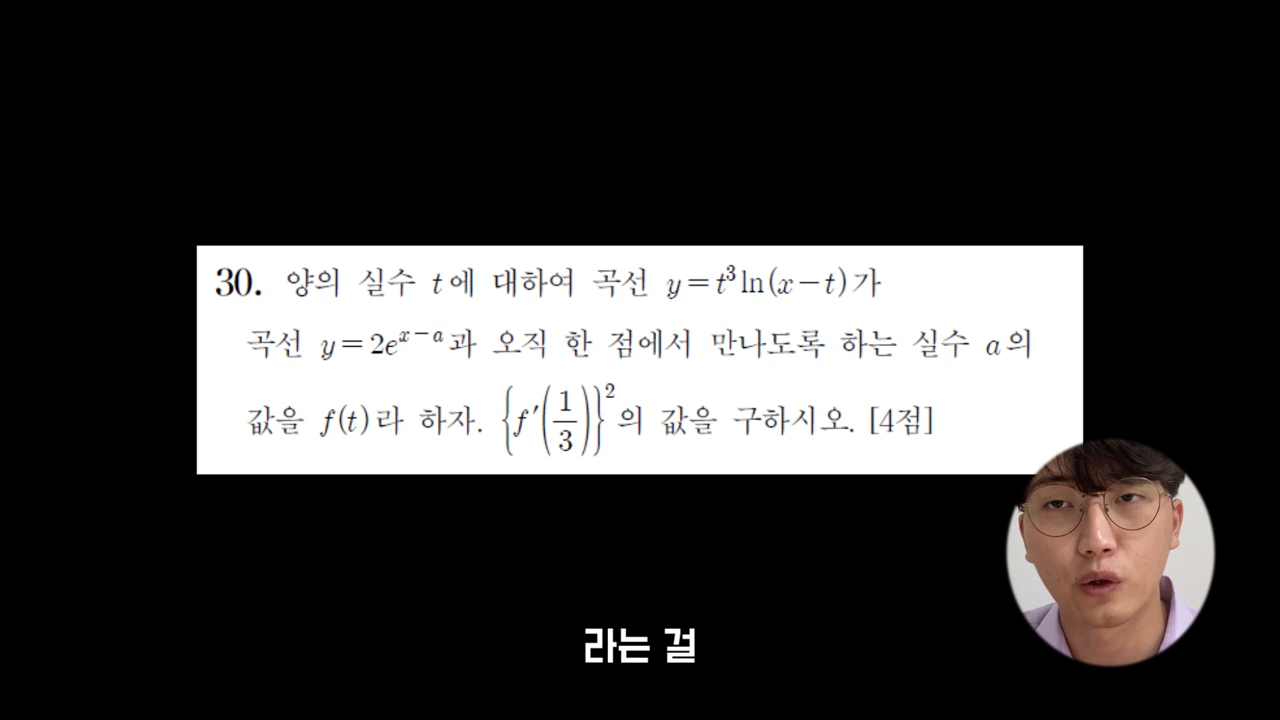 30. 양의 실수 t에 대하여 곡선 y=t³ln(x-t)가
곡선 y=2eˣ⁻ᵃ과 오직 한 점에서 만나도록 하는 실수 a의
값을 f(t)라 하자. {f′(1/3)}²의 값을 구하시오. [4점]
라는 걸